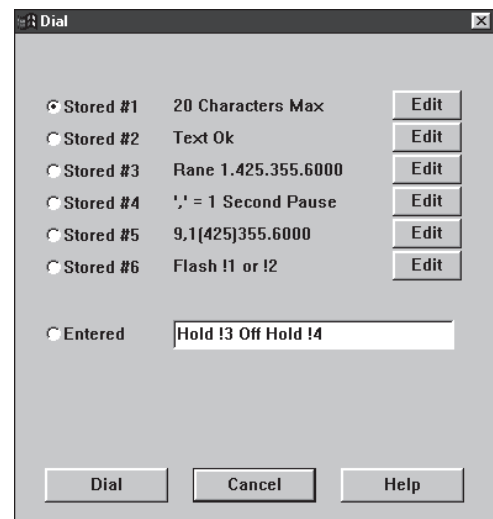 Dial
Stored #1 20 Characters Max Edit
Stored #2 Text Ok Edit
Stored #3 Rane 1.425.355.6000 Edit
Stored #4 ',' = 1 Second Pause Edit
Stored #5 9,1(425)355.6000 Edit
Stored #6 Flash !1 or !2 Edit
Entered Hold !3 Off Hold !4
Dial Cancel Help